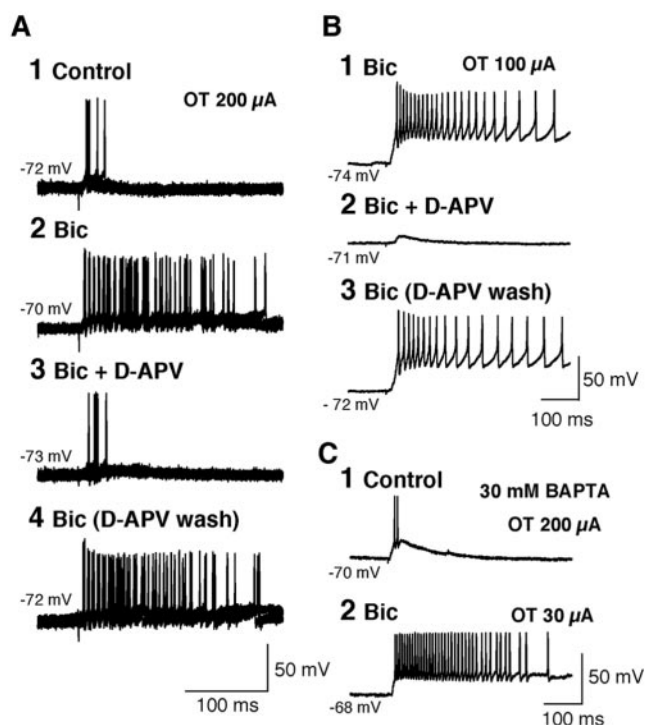 A
1 Control
OT 200 µA
-72 mV
2 Bic
-70 mV
3 Bic + D-APV
-73 mV
4 Bic (D-APV wash)
-72 mV
50 mV
100 ms
B
1 Bic
OT 100 µA
-74 mV
2 Bic + D-APV
-71 mV
3 Bic (D-APV wash)
- 72 mV
50 mV
100 ms
C
1 Control
30 mM BAPTA
OT 200 µA
-70 mV
2 Bic
OT 30 µA
-68 mV
50 mV
100 ms